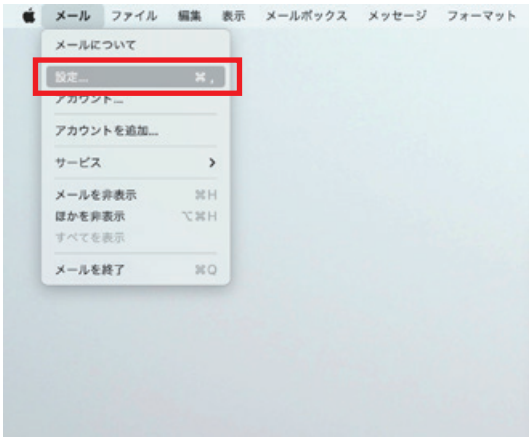 メール ファイル 編集 表示 メールボックス メッセージ フォーマット
メールについて
設定... ⌘ ,
アカウント...
アカウントを追加...
サービス >
メールを非表示 ⌘H
ほかを非表示 ⌥⌘H
すべてを表示
メールを終了 ⌘Q